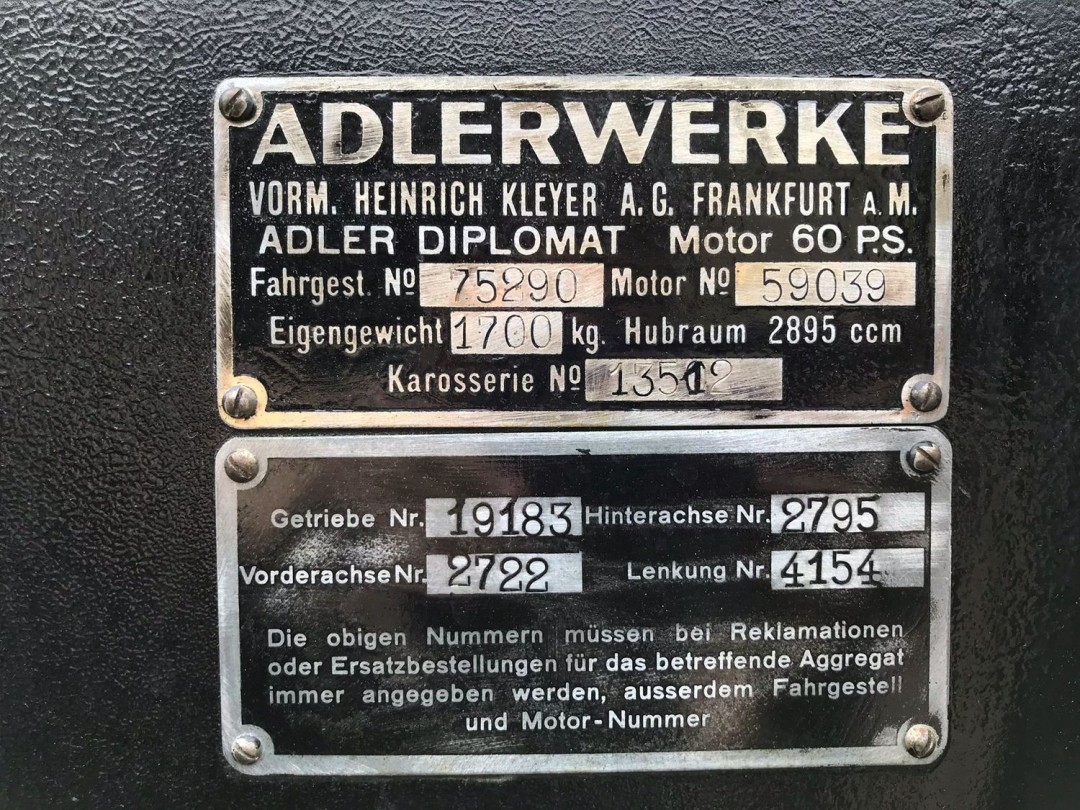 ADLERWERKE
VORM. HEINRICH KLEYER A.G. FRANKFURT A.M.
ADLER DIPLOMAT Motor 60 P.S.
Fahrgest. Nº 75290 Motor Nº 59039
Eigengewicht 1700 kg. Hubraum 2895 ccm
Karosserie Nº 13512
Getriebe Nr. 19183 Hinterachse Nr. 2795
Vorderachse Nr. 2722 Lenkung Nr. 4154
Die obigen Nummern müssen bei Reklamationen
oder Ersatzbestellungen für das betreffende Aggregat
immer angegeben werden, ausserdem Fahrgestell
und Motor-Nummer